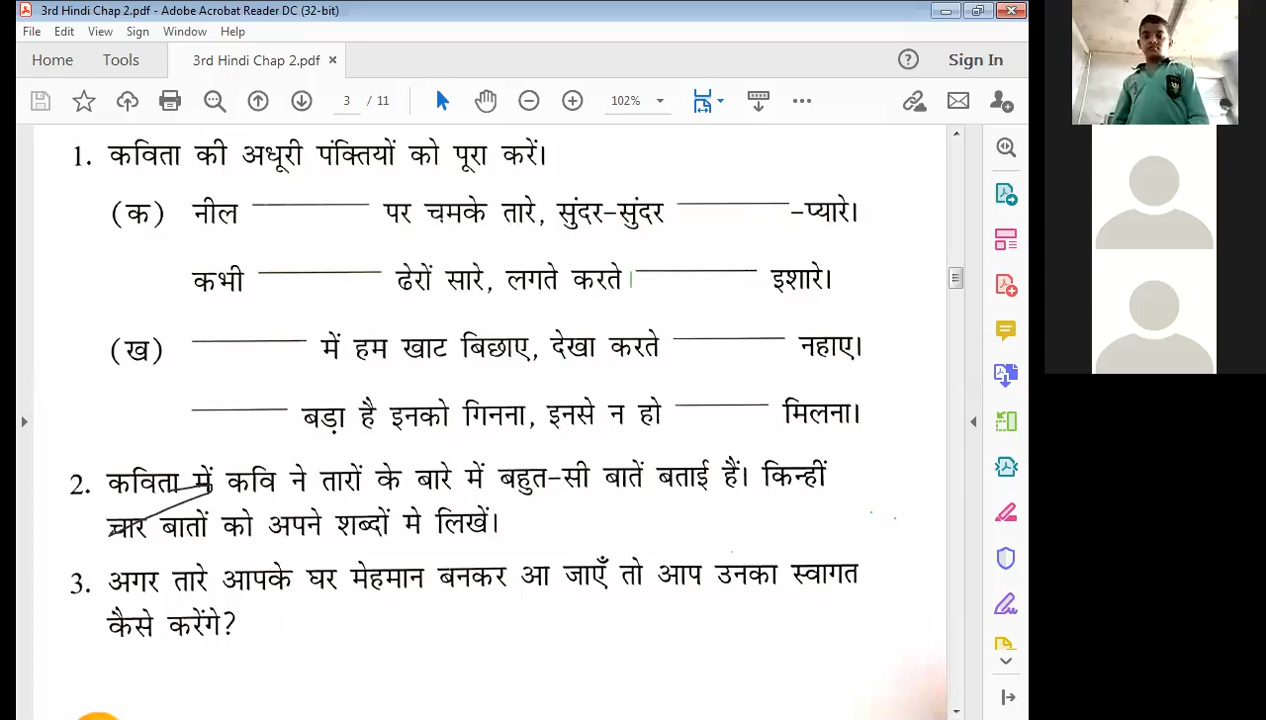 3rd Hindi Chap 2.pdf - Adobe Acrobat Reader DC (32-bit)
File Edit View Sign Window Help
Home Tools 3rd Hindi Chap 2.pdf × Sign In
3 / 11 102%
1. कविता की अधूरी पंक्तियों को पूरा करें।
(क) नील ________ पर चमके तारे, सुंदर-सुंदर ________ -प्यारे।
कभी ________ ढेरों सारे, लगते करते ________ इशारे।
(ख) ________ में हम खाट बिछाए, देखा करते ________ नहाए।
________ बड़ा है इनको गिनना, इनसे न हो ________ मिलना।
2. कविता में कवि ने तारों के बारे में बहुत-सी बातें बताई हैं। किन्हीं
चार बातों को अपने शब्दों मे लिखें।
3. अगर तारे आपके घर मेहमान बनकर आ जाएँ तो आप उनका स्वागत
कैसे करेंगे?